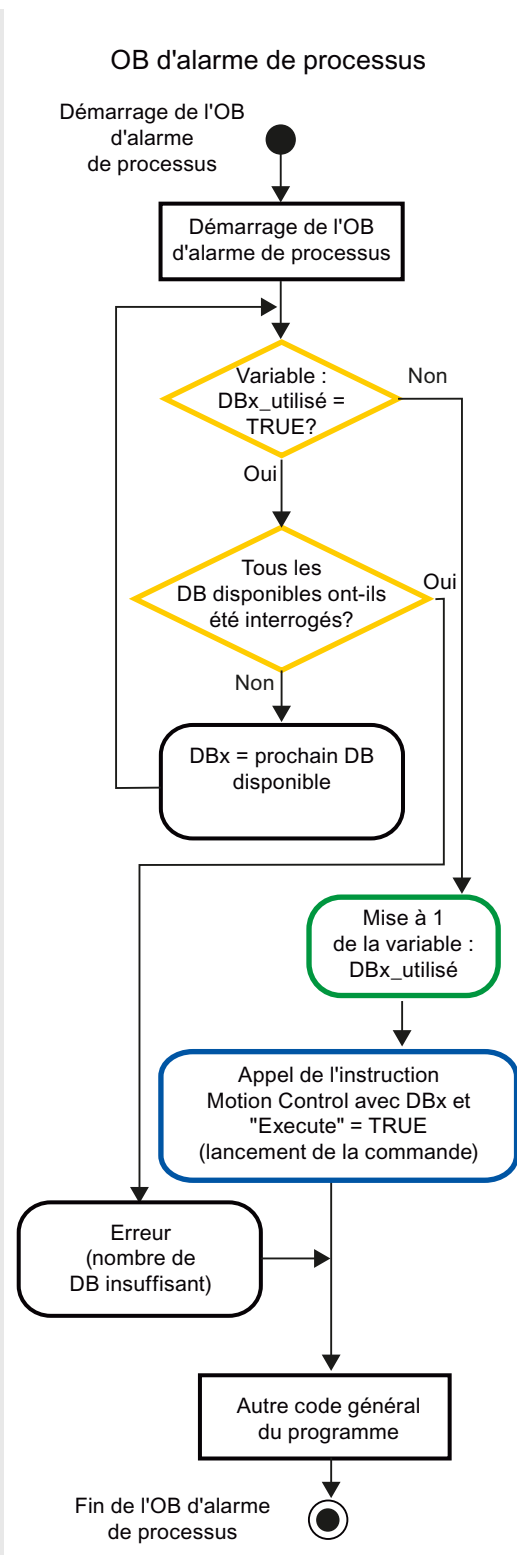 OB d'alarme de processus
Démarrage de l'OB
d'alarme
de processus
Démarrage de l'OB
d'alarme de processus
Variable :
DBx_utilisé =
TRUE?
Non
Oui
Tous les
DB disponibles ont-ils
été interrogés?
Oui
Non
DBx = prochain DB
disponible
Mise à 1
de la variable :
DBx_utilisé
Appel de l'instruction
Motion Control avec DBx et
"Execute" = TRUE
(lancement de la commande)
Erreur
(nombre de
DB insuffisant)
Autre code général
du programme
Fin de l'OB d'alarme
de processus